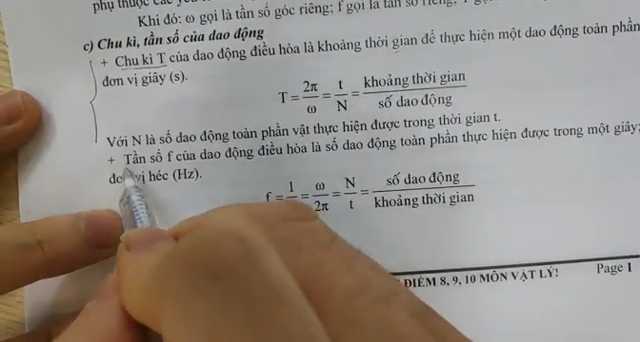 phụ thuộc các yếu
Khi đó: ω gọi là tần số góc riêng; f gọi là tần số riêng;
c) Chu kì, tần số của dao động
+ Chu kì T của dao động điều hòa là khoảng thời gian để thực hiện một dao động toàn phần
đơn vị giây (s).
T = 2π/ω = t/N = khoảng thời gian/số dao động
Với N là số dao động toàn phần vật thực hiện được trong thời gian t.
+ Tần số f của dao động điều hòa là số dao động toàn phần thực hiện được trong một giây;
đơn vị héc (Hz).
f = 1/ = ω/2π = N/t = số dao động/khoảng thời gian
ĐIỂM 8, 9, 10 MÔN VẬT LÝ! Page 1